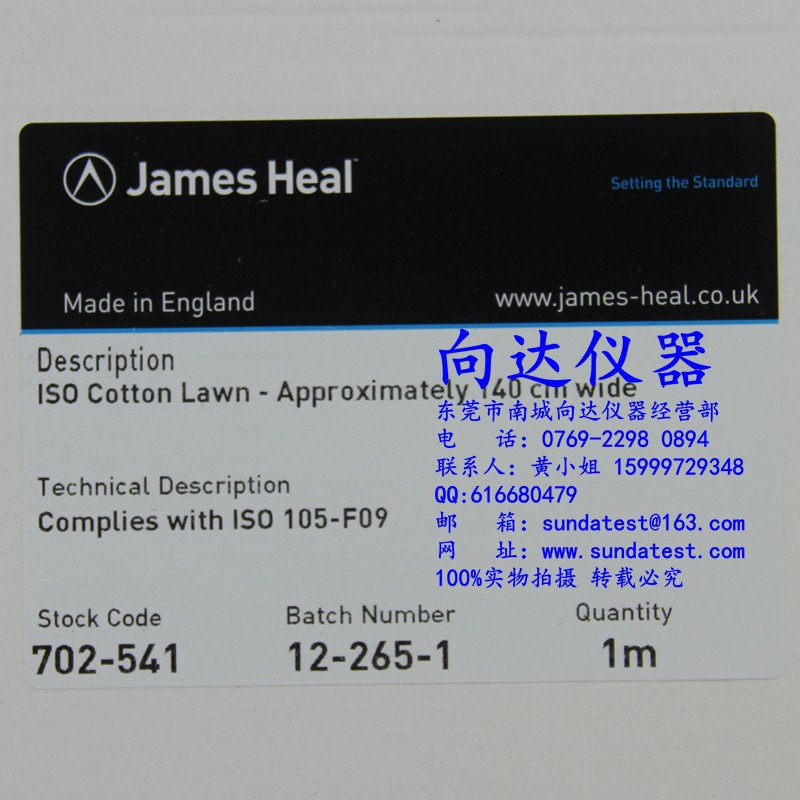 James Heal™
Setting the Standard
Made in England
www.james-heal.co.uk
Description
ISO Cotton Lawn - Approximately 140 cm wide
Technical Description
Complies with ISO 105-F09
Stock Code
702-541
Batch Number
12-265-1
Quantity
1m
向达仪器
东莞市南城向达仪器经营部
电 话: 0769-2298 0894
联系人: 黄小姐 15999729348
QQ:616680479
邮 箱: sundatest@163.com
网 址: www.sundatest.com
100%实物拍摄 转载必究